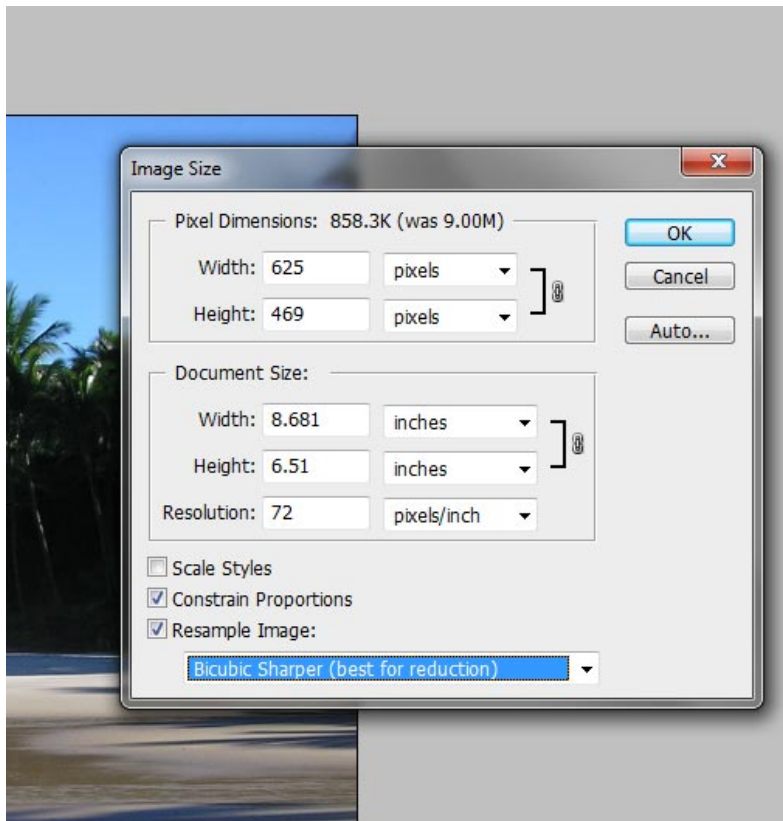 Image Size
Pixel Dimensions: 858.3K (was 9.00M)
OK
Width: 625 pixels
Cancel
Height: 469 pixels
Auto...
Document Size:
Width: 8.681 inches
Height: 6.51 inches
Resolution: 72 pixels/inch
Scale Styles
Constrain Proportions
Resample Image:
Bicubic Sharper (best for reduction)